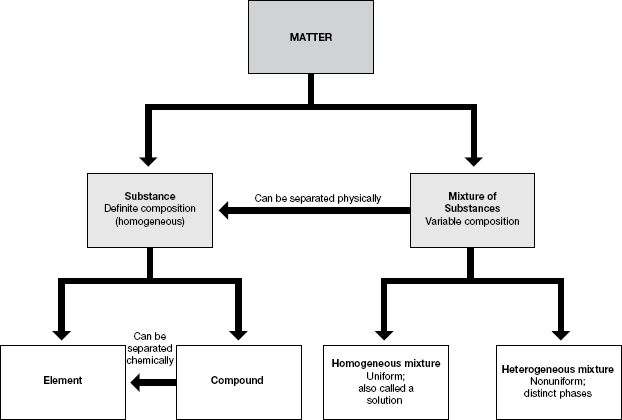 MATTER
Substance
Definite composition
(homogeneous)
Can be separated physically
Mixture of
Substances
Variable composition
Element
Can be
separated
chemically
Compound
Homogeneous mixture
Uniform;
also called a
solution
Heterogeneous mixture
Nonuniform;
distinct phases